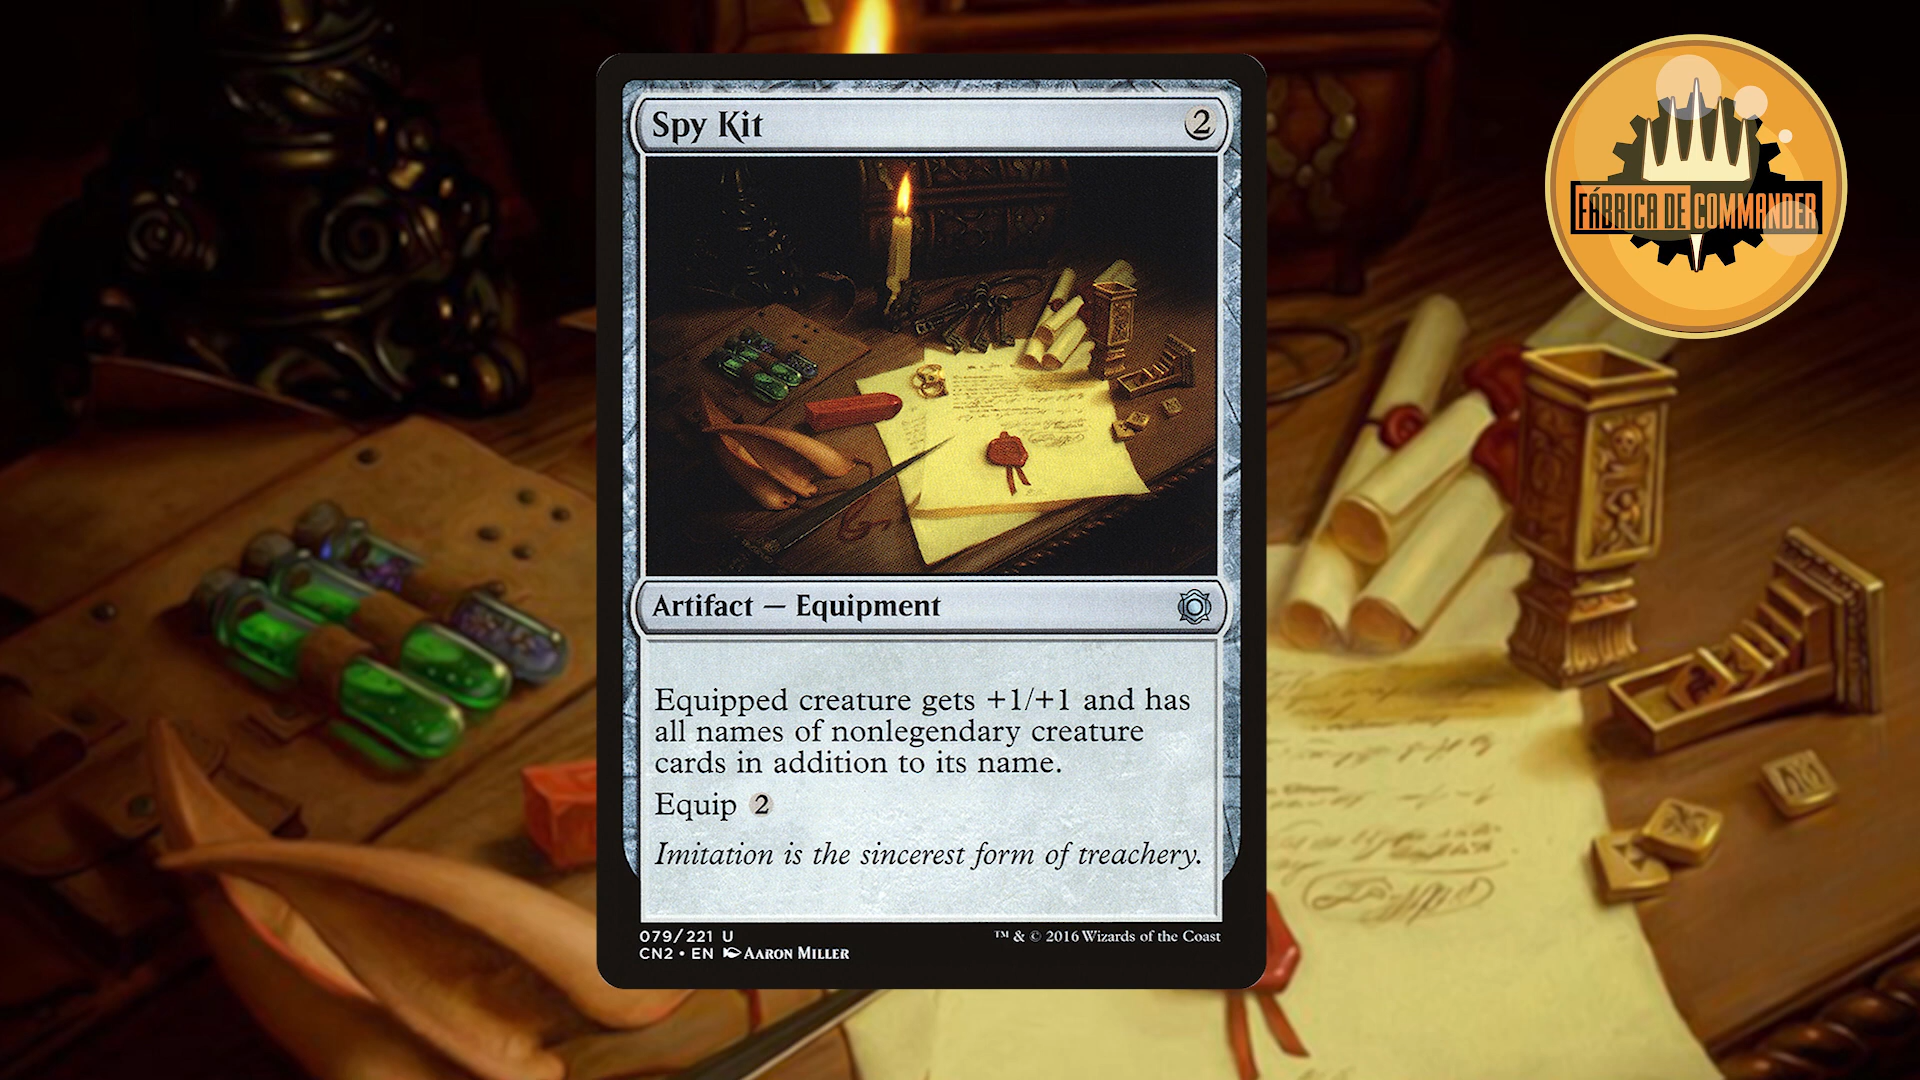 Spy Kit 2
FÁBRICA DE COMMANDER
Artifact — Equipment
Equipped creature gets +1/+1 and has
all names of nonlegendary creature
cards in addition to its name.
Equip 2
Imitation is the sincerest form of treachery.
079/221 U
™ & © 2016 Wizards of the Coast
CN2 • EN AARON MILLER